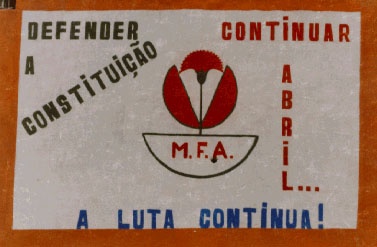 DEFENDER
A
CONSTITUIÇÃO
CONTINUAR
ABRIL...
M.F.A.
A LUTA CONTINUA!